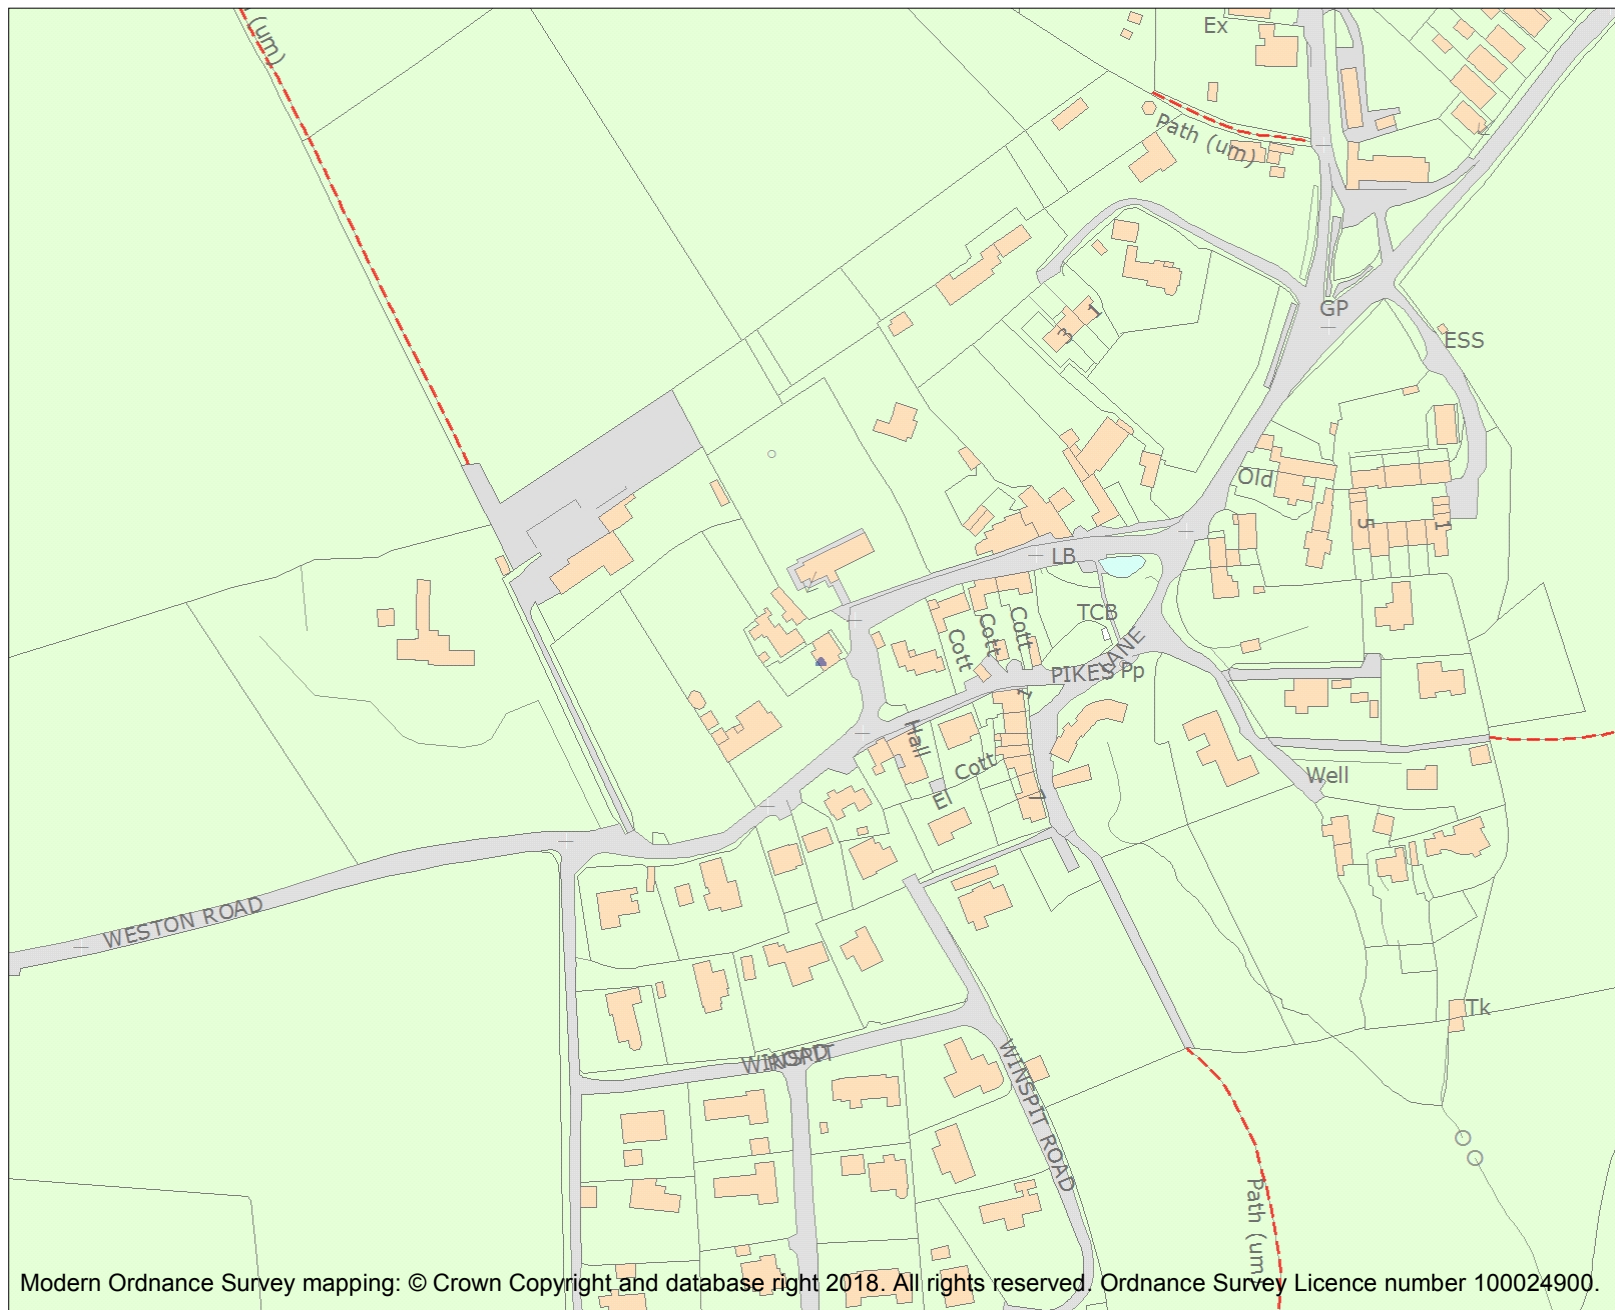 (um)
Ex
Path (um)
GP
ESS
1
3
Old
5
1
LB
TCB
Cott
Cott
Cott
PIKES LANE
Pp
Hall
Cott
El
7
Well
WESTON ROAD
Tk
WINSPIT
ROAD
WINSPIT ROAD
Path (um)
Modern Ordnance Survey mapping: © Crown Copyright and database right 2018. All rights reserved. Ordnance Survey Licence number 100024900.